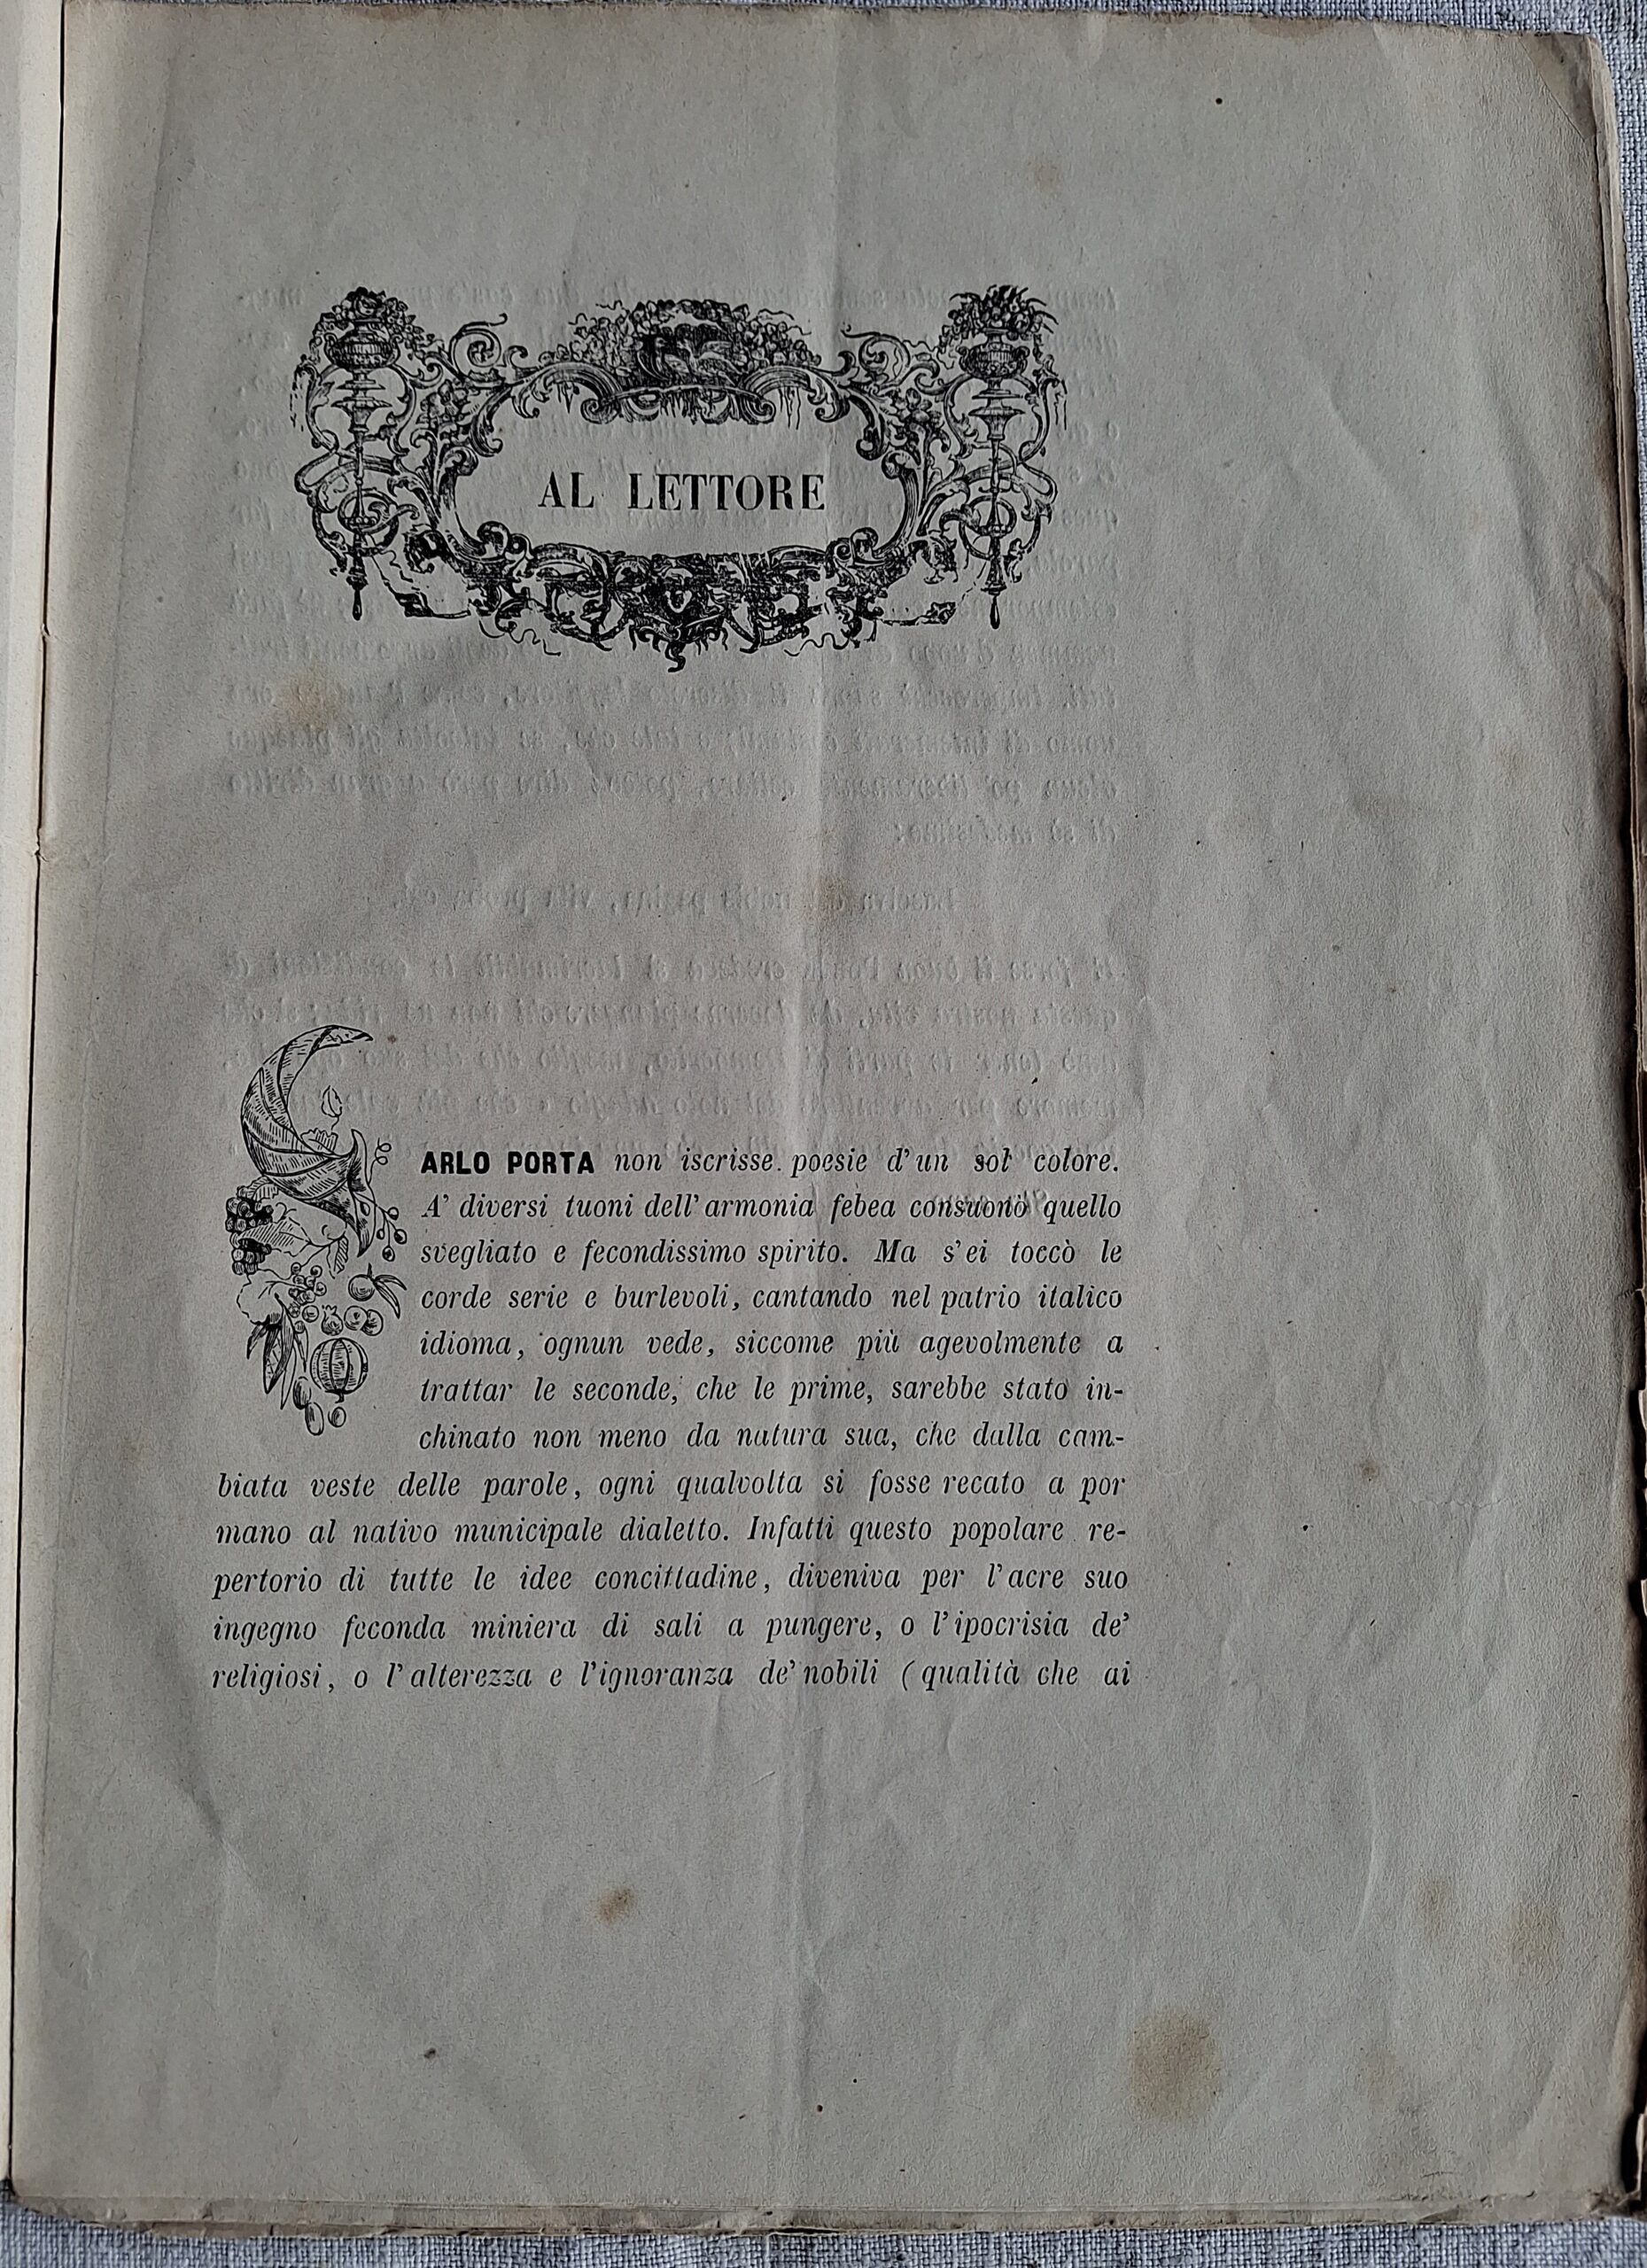 AL LETTORE
CARLO PORTA non iscrisse poesie d'un sol colore.
A' diversi tuoni dell'armonia febea consuonò quello
svegliato e fecondissimo spirito. Ma s'ei toccò le
corde serie e burlevoli, cantando nel patrio italico
idioma, ognun vede, siccome più agevolmente a
trattar le seconde, che le prime, sarebbe stato in-
chinato non meno da natura sua, che dalla cam-
biata veste delle parole, ogni qualvolta si fosse recato a por
mano al nativo municipale dialetto. Infatti questo popolare re-
pertorio di tutte le idee concittadine, diveniva per l'acre suo
ingegno feconda miniera di sali a pungere, o l'ipocrisia de'
religiosi, o l'alterezza e l'ignoranza de' nobili (qualità che ai